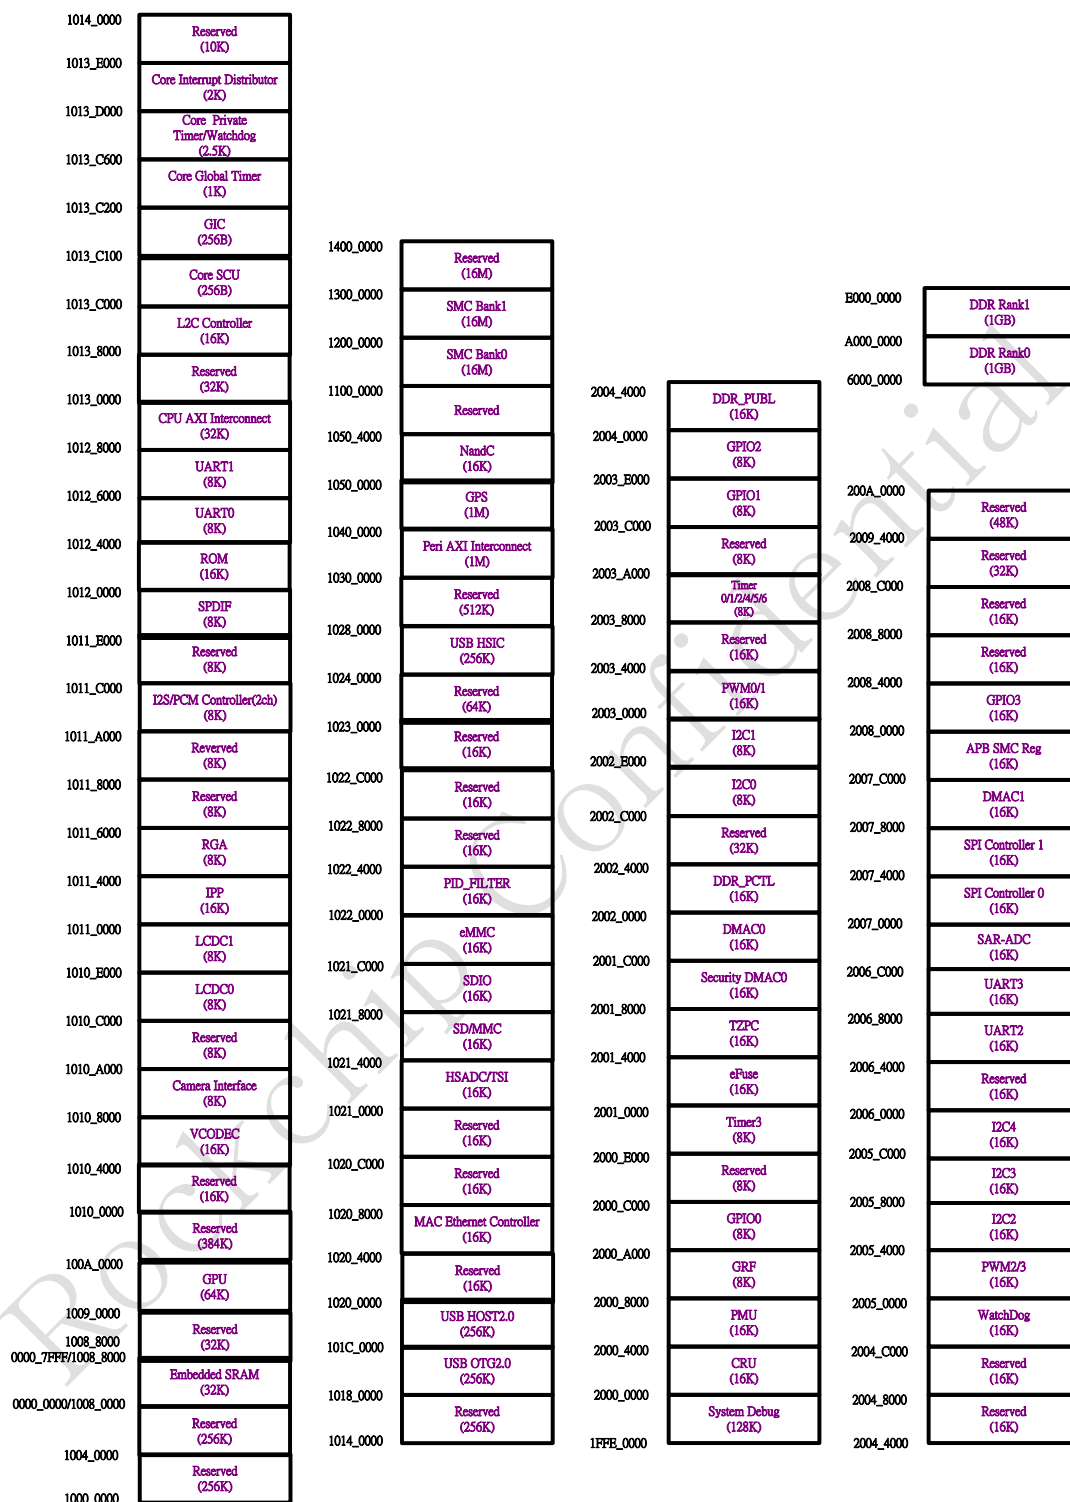 1014_0000
Reserved
(10K)
1013_E000
Core Interrupt Distributor
(2K)
1013_D000
Core Private
Timer/Watchdog
(2.5K)
1013_C600
Core Global Timer
(1K)
1013_C200
GIC
(256B)
1013_C100
Core SCU
(256B)
1013_C000
L2C Controller
(16K)
1013_8000
Reserved
(32K)
1013_0000
CPU AXI Interconnect
(32K)
1012_8000
UART1
(8K)
1012_6000
UART0
(8K)
1012_4000
ROM
(16K)
1012_0000
SPDIF
(8K)
1011_E000
Reserved
(8K)
1011_C000
I2S/PCM Controller(2ch)
(8K)
1011_A000
Reverved
(8K)
1011_8000
Reserved
(8K)
1011_6000
RGA
(8K)
1011_4000
IPP
(16K)
1011_0000
LCDC1
(8K)
1010_E000
LCDC0
(8K)
1010_C000
Reserved
(8K)
1010_A000
Camera Interface
(8K)
1010_8000
VCODEC
(16K)
1010_4000
Reserved
(16K)
1010_0000
Reserved
(384K)
100A_0000
GPU
(64K)
1009_0000
Reserved
(32K)
1008_8000
0000_7FFF/1008_8000
Embedded SRAM
(32K)
0000_0000/1008_0000
Reserved
(256K)
1004_0000
Reserved
(256K)
1000_0000
1400_0000
Reserved
(16M)
1300_0000
SMC Bank1
(16M)
1200_0000
SMC Bank0
(16M)
1100_0000
Reserved
1050_4000
NandC
(16K)
1050_0000
GPS
(1M)
1040_0000
Peri AXI Interconnect
(1M)
1030_0000
Reserved
(512K)
1028_0000
USB HSIC
(256K)
1024_0000
Reserved
(64K)
1023_0000
Reserved
(16K)
1022_C000
Reserved
(16K)
1022_8000
Reserved
(16K)
1022_4000
PID_FILTER
(16K)
1022_0000
eMMC
(16K)
1021_C000
SDIO
(16K)
1021_8000
SD/MMC
(16K)
1021_4000
HSADC/TSI
(16K)
1021_0000
Reserved
(16K)
1020_C000
Reserved
(16K)
1020_8000
MAC Ethernet Controller
(16K)
1020_4000
Reserved
(16K)
1020_0000
USB HOST2.0
(256K)
101C_0000
USB OTG2.0
(256K)
1018_0000
Reserved
(256K)
1014_0000
2004_4000
DDR_PUBL
(16K)
2004_0000
GPIO2
(8K)
2003_E000
GPIO1
(8K)
2003_C000
Reserved
(8K)
2003_A000
Timer
0/1/2/4/5/6
(8K)
2003_8000
Reserved
(16K)
2003_4000
PWM0/1
(16K)
2003_0000
I2C1
(8K)
2002_E000
I2C0
(8K)
2002_C000
Reserved
(32K)
2002_4000
DDR_PCTL
(16K)
2002_0000
DMAC0
(16K)
2001_C000
Security DMAC0
(16K)
2001_8000
TZPC
(16K)
2001_4000
eFuse
(16K)
2001_0000
Timer3
(8K)
2000_E000
Reserved
(8K)
2000_C000
GPIO0
(8K)
2000_A000
GRF
(8K)
2000_8000
PMU
(16K)
2000_4000
CRU
(16K)
2000_0000
System Debug
(128K)
1FFE_0000
E000_0000
DDR Rank1
(1GB)
A000_0000
DDR Rank0
(1GB)
6000_0000
200A_0000
Reserved
(48K)
2009_4000
Reserved
(32K)
2008_C000
Reserved
(16K)
2008_8000
Reserved
(16K)
2008_4000
GPIO3
(16K)
2008_0000
APB SMC Reg
(16K)
2007_C000
DMAC1
(16K)
2007_8000
SPI Controller 1
(16K)
2007_4000
SPI Controller 0
(16K)
2007_0000
SAR-ADC
(16K)
2006_C000
UART3
(16K)
2006_8000
UART2
(16K)
2006_4000
Reserved
(16K)
2006_0000
I2C4
(16K)
2005_C000
I2C3
(16K)
2005_8000
I2C2
(16K)
2005_4000
PWM2/3
(16K)
2005_0000
WatchDog
(16K)
2004_C000
Reserved
(16K)
2004_8000
Reserved
(16K)
2004_4000
Rockchip Confidential